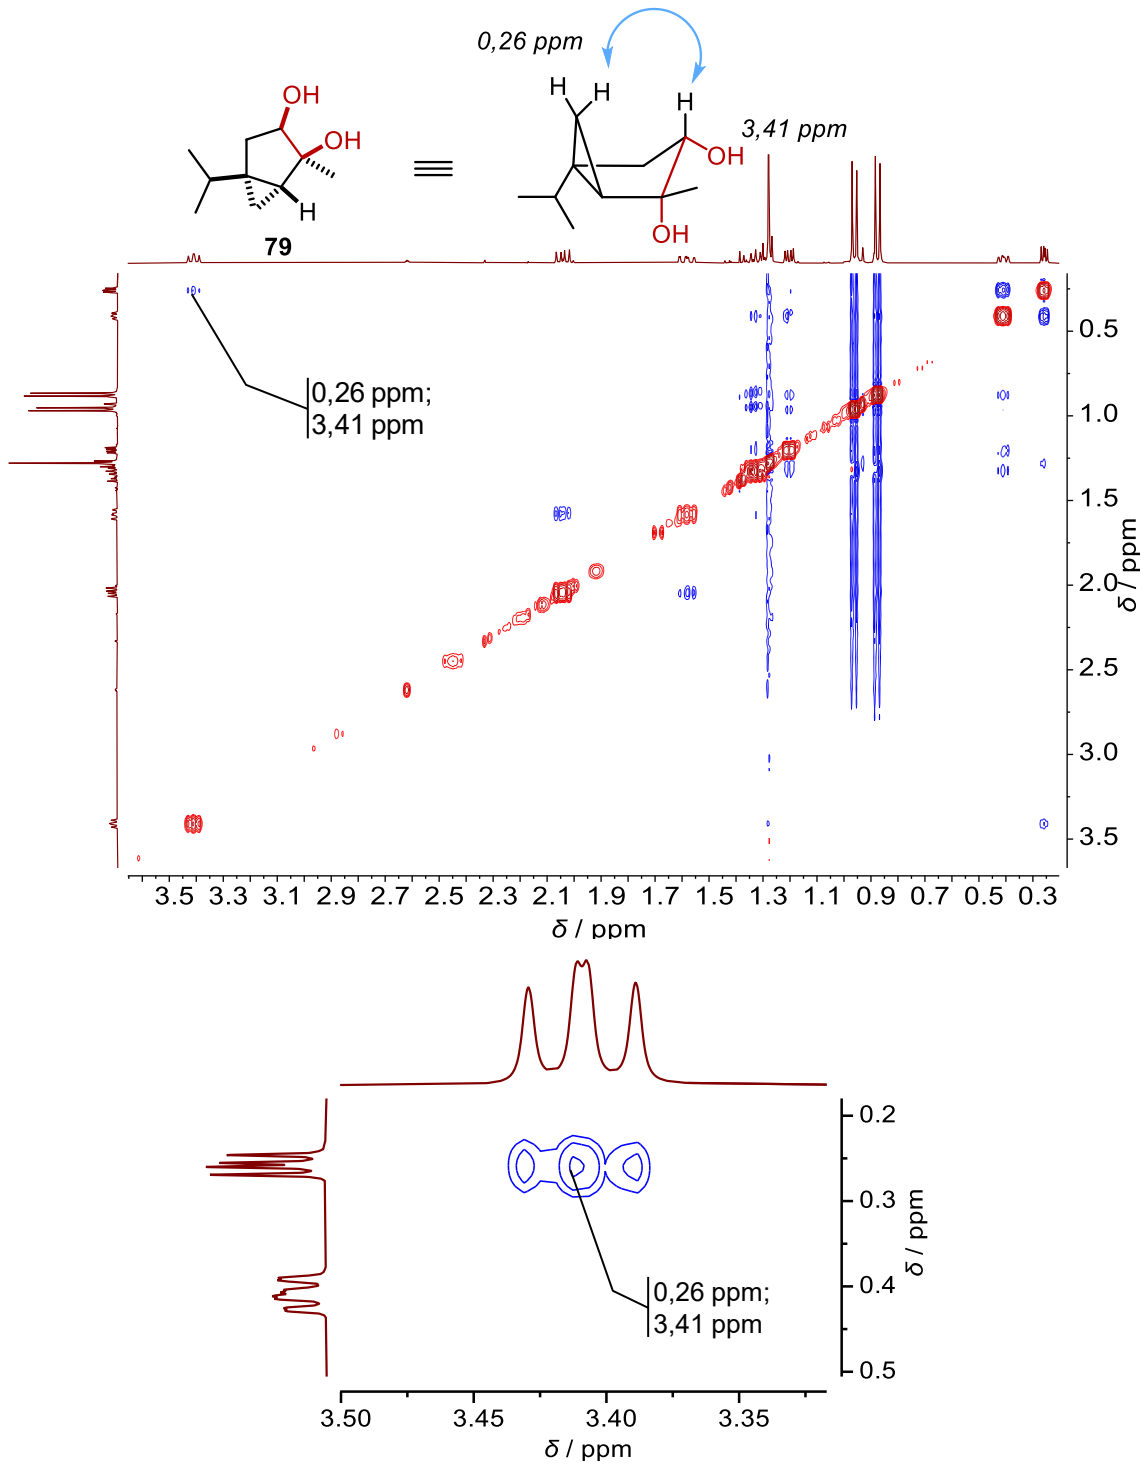 0,26 ppm
H
H
H
3,41 ppm
OH
OH
OH
H
OH
79
0,26 ppm;
3,41 ppm
0.5
1.0
1.5
2.0
2.5
3.0
3.5
δ / ppm
3.5 3.3 3.1 2.9 2.7 2.5 2.3 2.1 1.9 1.7 1.5 1.3 1.1 0.9 0.7 0.5 0.3
δ / ppm
0.2
0.3
0.4
0.5
δ / ppm
0,26 ppm;
3,41 ppm
3.50 3.45 3.40 3.35
δ / ppm